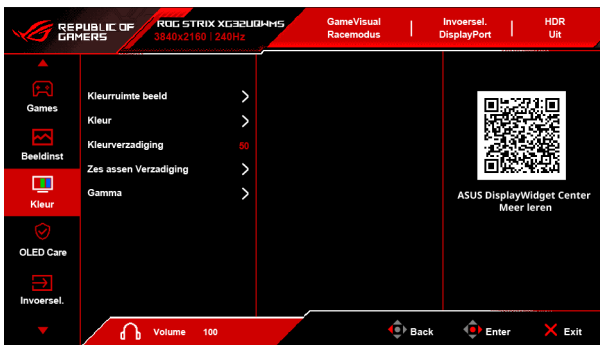 REPUBLIC OF
GAMERS
ROG STRIX XG32UQWMS
3840x2160 | 240Hz
GameVisual
Racemodus
Invoersel.
DisplayPort
HDR
Uit
Games
Beeldinst
Kleur
OLED Care
Invoersel.
Kleurruimte beeld
Kleur
Kleurverzadiging 50
Zes assen Verzadiging
Gamma
ASUS DisplayWidget Center
Meer leren
Volume 100
Back
Enter
Exit